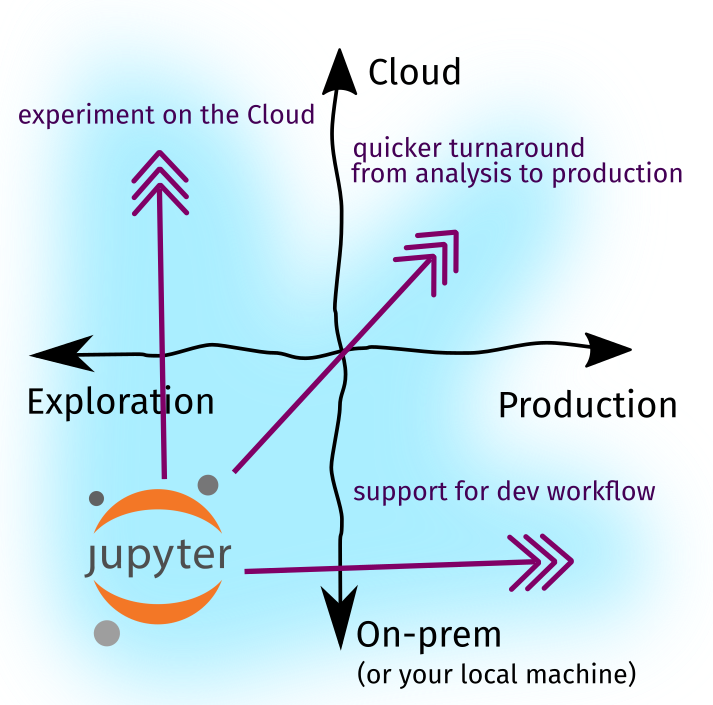 Cloud
experiment on the Cloud
quicker turnaround
from analysis to production
Exploration
Production
support for dev workflow
jupyter
On-prem
(or your local machine)